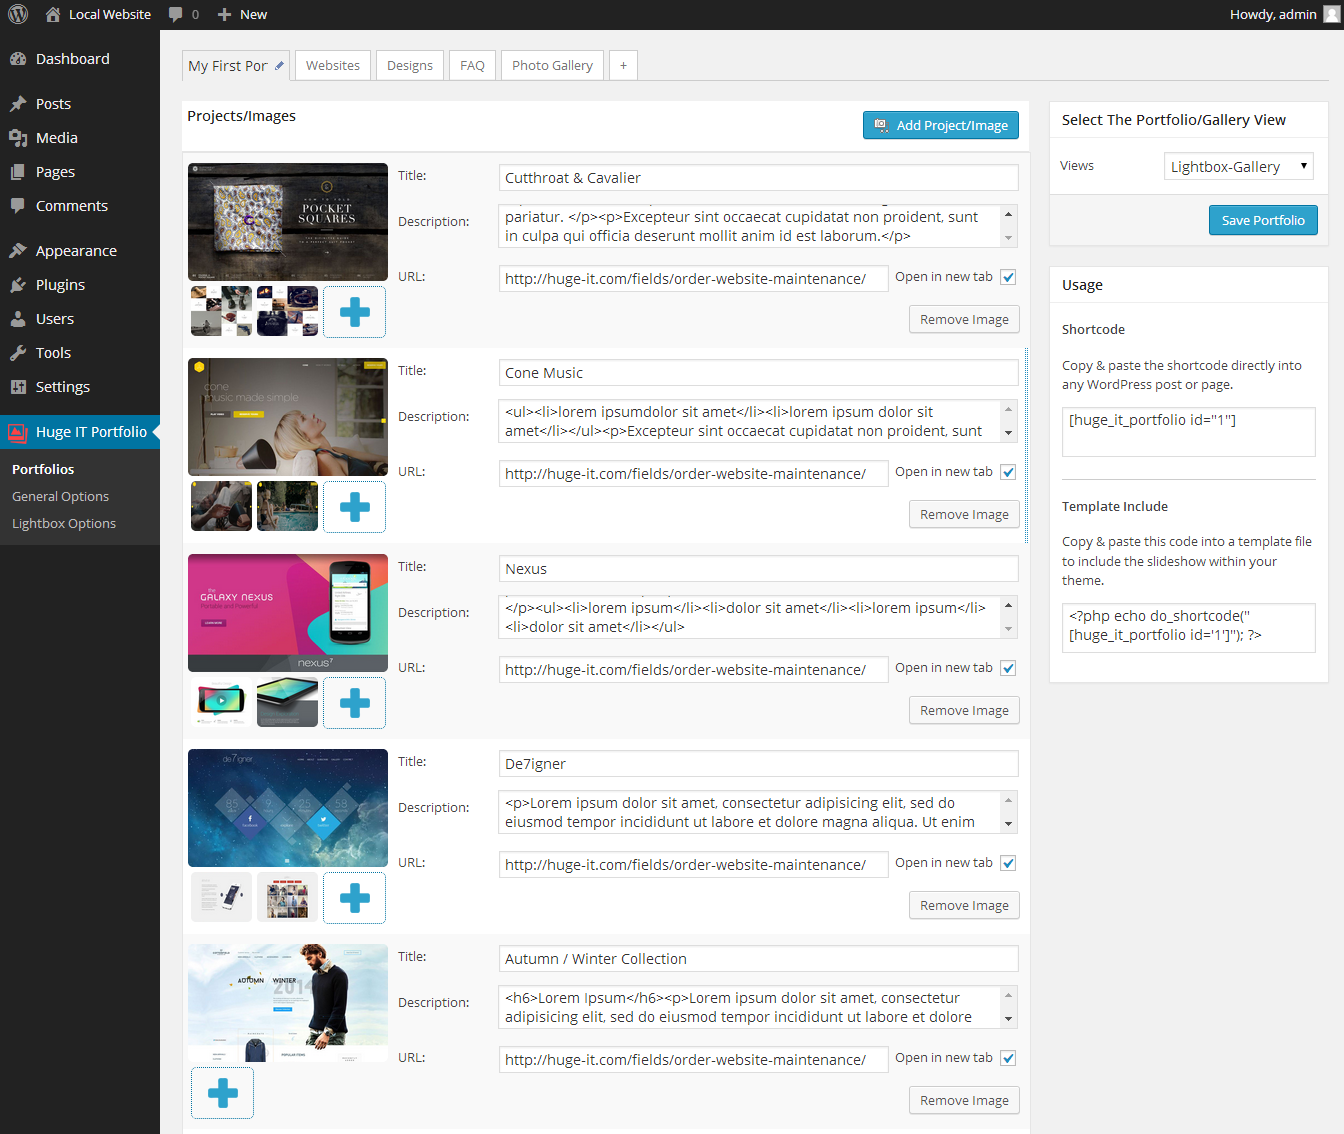 Local Website
0
New
Howdy, admin
Dashboard
Posts
Media
Pages
Comments
Appearance
Plugins
Users
Tools
Settings
Huge IT Portfolio
Portfolios
General Options
Lightbox Options
My First Por
Websites
Designs
FAQ
Photo Gallery
+
Projects/Images
Add Project/Image
POCKET
SQUARES
Title:
Cutthroat & Cavalier
Description:
pariatur. </p><p>Excepteur sint occaecat cupidatat non proident, sunt
in culpa qui officia deserunt mollit anim id est laborum.</p>
URL:
http://huge-it.com/fields/order-website-maintenance/
Open in new tab
Remove Image
cone
music made simple
Title:
Cone Music
Description:
<ul><li>lorem ipsumdolor sit amet</li><li>lorem ipsum dolor sit
amet</li></ul><p>Excepteur sint occaecat cupidatat non proident, sunt
URL:
http://huge-it.com/fields/order-website-maintenance/
Open in new tab
Remove Image
GALAXY NEXUS
Portable and Powerful
nexus7
Title:
Nexus
Description:
</p><ul><li>lorem ipsum</li><li>dolor sit amet</li><li>lorem ipsum</li>
<li>dolor sit amet</li></ul>
URL:
http://huge-it.com/fields/order-website-maintenance/
Open in new tab
Remove Image
de7igner
85
9
25
58
Title:
De7igner
Description:
<p>Lorem ipsum dolor sit amet, consectetur adipisicing elit, sed do
eiusmod tempor incididunt ut labore et dolore magna aliqua. Ut enim
URL:
http://huge-it.com/fields/order-website-maintenance/
Open in new tab
Remove Image
AUTUMN
WINTER
2014
POPULAR ITEMS
Title:
Autumn / Winter Collection
Description:
<h6>Lorem Ipsum</h6><p>Lorem ipsum dolor sit amet, consectetur
adipisicing elit, sed do eiusmod tempor incididunt ut labore et dolore
URL:
http://huge-it.com/fields/order-website-maintenance/
Open in new tab
Remove Image
Select The Portfolio/Gallery View
Views
Lightbox-Gallery
Save Portfolio
Usage
Shortcode
Copy & paste the shortcode directly into
any WordPress post or page.
[huge_it_portfolio id="1"]
Template Include
Copy & paste this code into a template file
to include the slideshow within your
theme.
<?php echo do_shortcode("
[huge_it_portfolio id='1']"); ?>